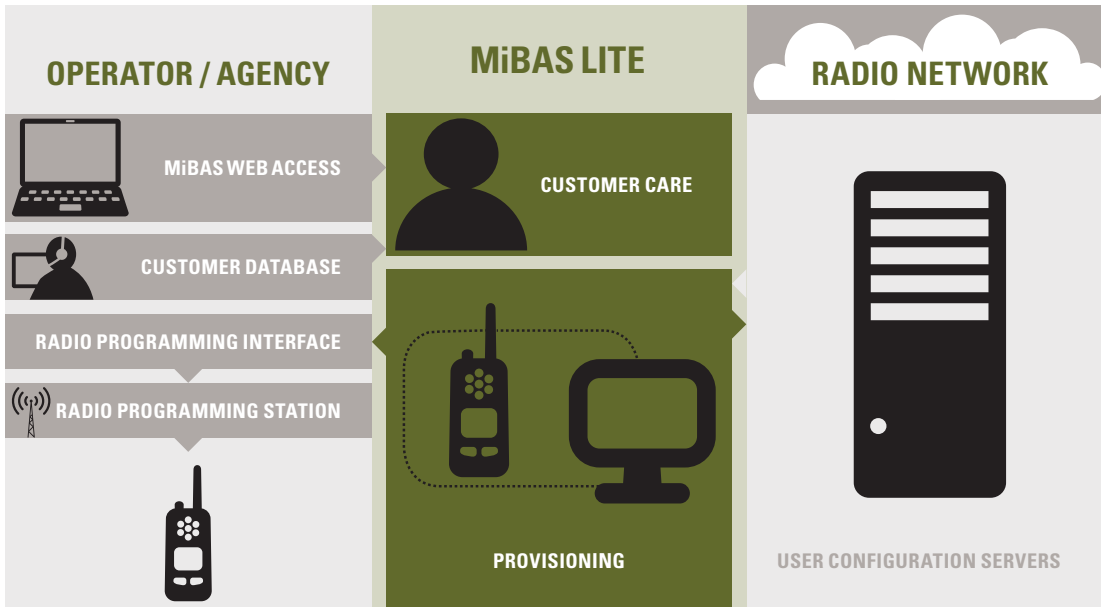 OPERATOR / AGENCY
MiBAS WEB ACCESS
CUSTOMER DATABASE
RADIO PROGRAMMING INTERFACE
RADIO PROGRAMMING STATION
MiBAS LITE
CUSTOMER CARE
PROVISIONING
RADIO NETWORK
USER CONFIGURATION SERVERS